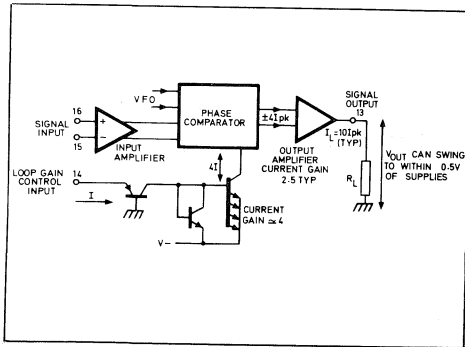 16
SIGNAL INPUT
15
+
−
INPUT AMPLIFIER
VFO
PHASE COMPARATOR
±4Ipk
OUTPUT AMPLIFIER CURRENT GAIN 2·5 TYP
SIGNAL OUTPUT
13
IL=10Ipk (TYP)
RL
VOUT CAN SWING TO WITHIN 0.5V OF SUPPLIES
LOOP GAIN CONTROL INPUT
14
I
4I
CURRENT GAIN ≃ 4
V−